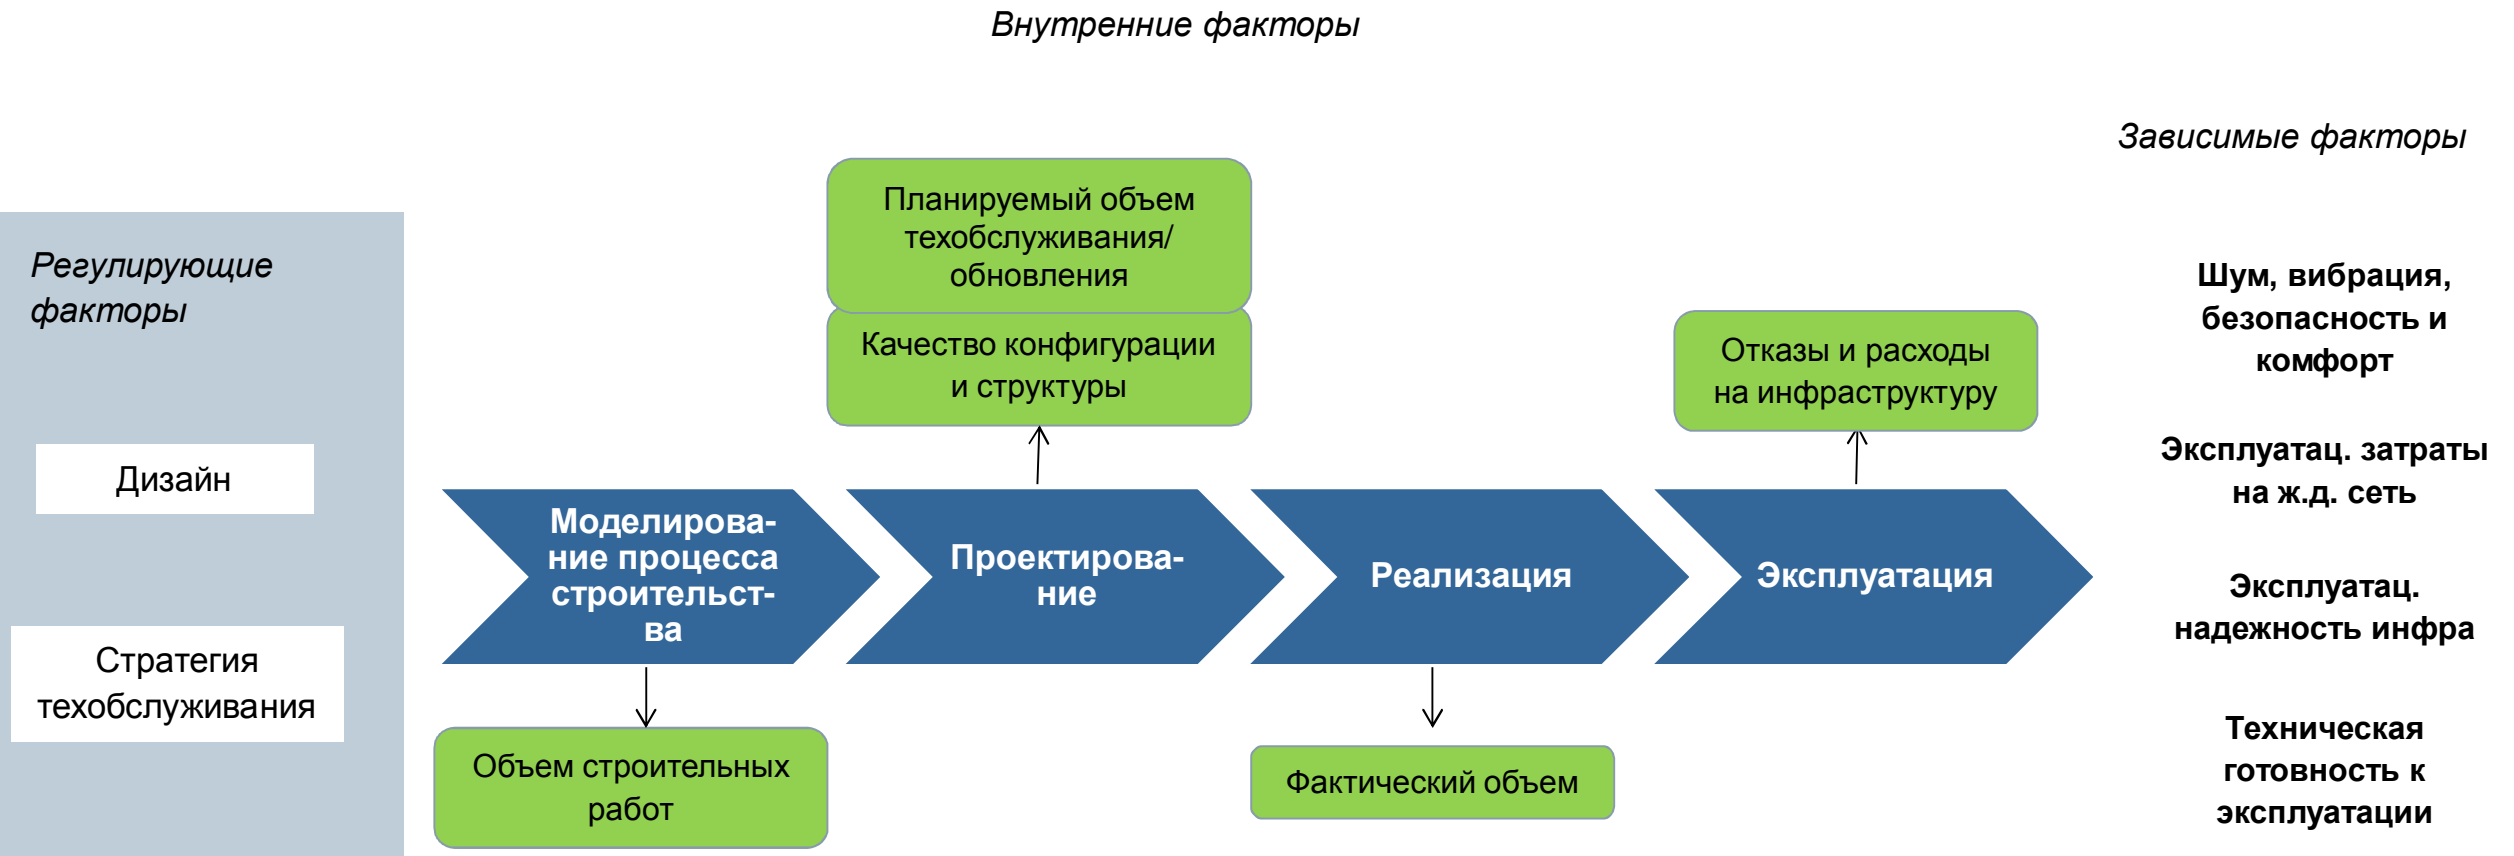 Внутренние факторы
Зависимые факторы
Регулирующие
факторы
Дизайн
Стратегия
техобслуживания
Планируемый объем
техобслуживания/
обновления
Качество конфигурации
и структуры
Отказы и расходы
на инфраструктуру
Моделирова-
ние процесса
строительст-
ва
Проектирова-
ние
Реализация
Эксплуатация
Объем строительных
работ
Фактический объем
Шум, вибрация,
безопасность и
комфорт
Эксплуатац. затраты
на ж.д. сеть
Эксплуатац.
надежность инфра
Техническая
готовность к
эксплуатации